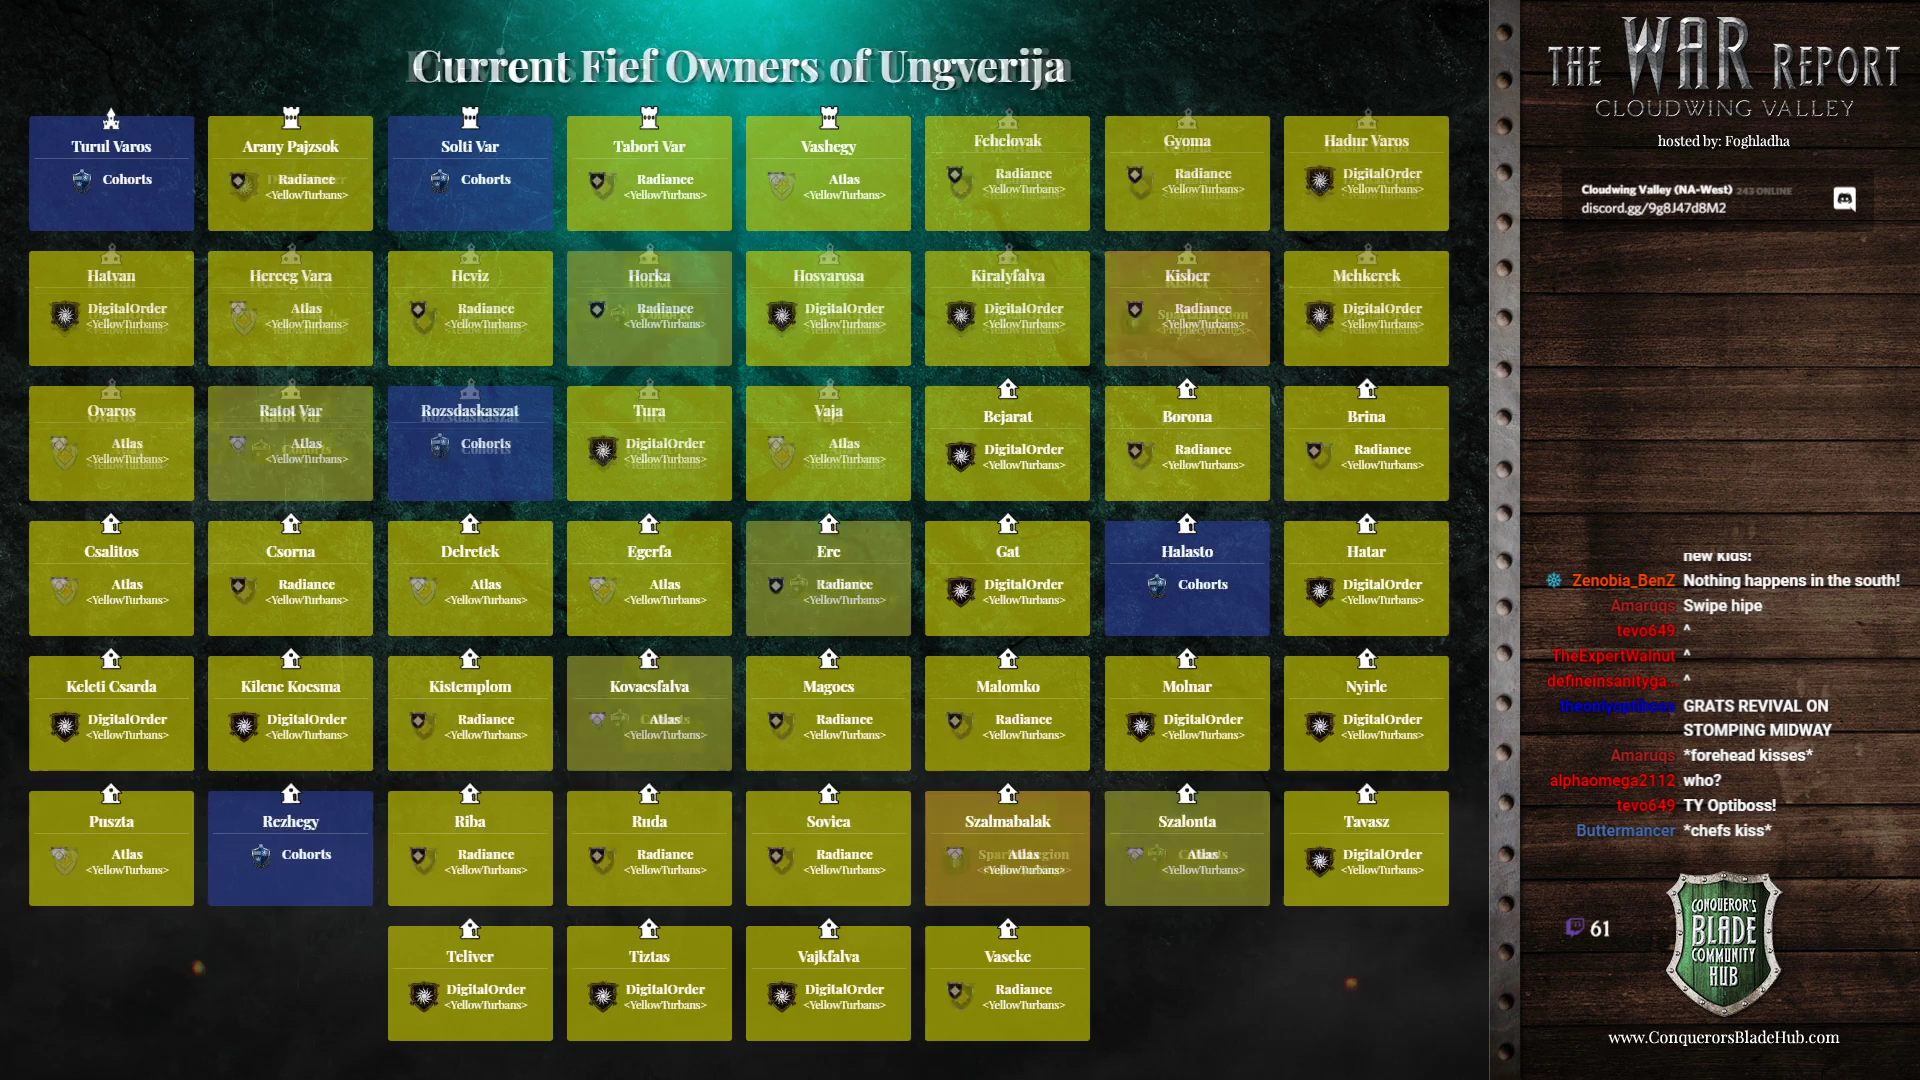 Current Fief Owners of Ungverija
Turul Varos
Cohorts
Arany Pajzsok
Radiance
<YellowTurbans>
Solti Var
Cohorts
Tabori Var
Radiance
<YellowTurbans>
Vashegy
Atlas
<YellowTurbans>
Fehelovak
Radiance
<YellowTurbans>
Gyoma
Radiance
<YellowTurbans>
Hadur Varos
DigitalOrder
<YellowTurbans>
Hatvan
DigitalOrder
<YellowTurbans>
Herceg Vara
Atlas
<YellowTurbans>
Heviz
Radiance
<YellowTurbans>
Horka
Radiance
<YellowTurbans>
Hosvarosa
DigitalOrder
<YellowTurbans>
Kiralyfalva
DigitalOrder
<YellowTurbans>
Kisber
Radiance
<YellowTurbans>
Mehkerek
DigitalOrder
<YellowTurbans>
Ovaros
Atlas
<YellowTurbans>
Ratot Var
Atlas
<YellowTurbans>
Rozsdaskaszat
Cohorts
Tura
DigitalOrder
<YellowTurbans>
Vaja
Atlas
<YellowTurbans>
Bejarat
DigitalOrder
<YellowTurbans>
Borona
Radiance
<YellowTurbans>
Brina
Radiance
<YellowTurbans>
Csalitos
Atlas
<YellowTurbans>
Csorna
Radiance
<YellowTurbans>
Delretek
Atlas
<YellowTurbans>
Egerfa
Atlas
<YellowTurbans>
Erc
Radiance
<YellowTurbans>
Gat
DigitalOrder
<YellowTurbans>
Halasto
Cohorts
Hatar
DigitalOrder
<YellowTurbans>
Keleti Csarda
DigitalOrder
<YellowTurbans>
Kilenc Kocsma
DigitalOrder
<YellowTurbans>
Kistemplom
Radiance
<YellowTurbans>
Kovacsfalva
Atlas
<YellowTurbans>
Magocs
Radiance
<YellowTurbans>
Malomko
Radiance
<YellowTurbans>
Molnar
DigitalOrder
<YellowTurbans>
Nyirlc
DigitalOrder
<YellowTurbans>
Puszta
Atlas
<YellowTurbans>
Rezhegy
Cohorts
Riba
Radiance
<YellowTurbans>
Ruda
Radiance
<YellowTurbans>
Sovica
Radiance
<YellowTurbans>
Szalmabalak
Atlas
<YellowTurbans>
Szalonta
Atlas
<YellowTurbans>
Tavasz
DigitalOrder
<YellowTurbans>
Teliver
DigitalOrder
<YellowTurbans>
Tiztas
DigitalOrder
<YellowTurbans>
Vajkfalva
DigitalOrder
<YellowTurbans>
Vaseke
Radiance
<YellowTurbans>
THE WAR REPORT
CLOUDWING VALLEY
hosted by: Foghladha
Cloudwing Valley (NA-West) 243 ONLINE
discord.gg/9g8J47d8M2
new kids!
Zenobia_BenZ Nothing happens in the south!
Amaruqs Swipe hipe
tevo649 ^
TheExpertWalnut ^
defineinsanityga... ^
theonlyoptiboss GRATS REVIVAL ON
STOMPING MIDWAY
Amaruqs *forehead kisses*
alphaomega2112 who?
tevo649 TY Optiboss!
Buttermancer *chefs kiss*
61
CONQUEROR'S
BLADE
COMMUNITY
HUB
www.ConquerorsBladeHub.com